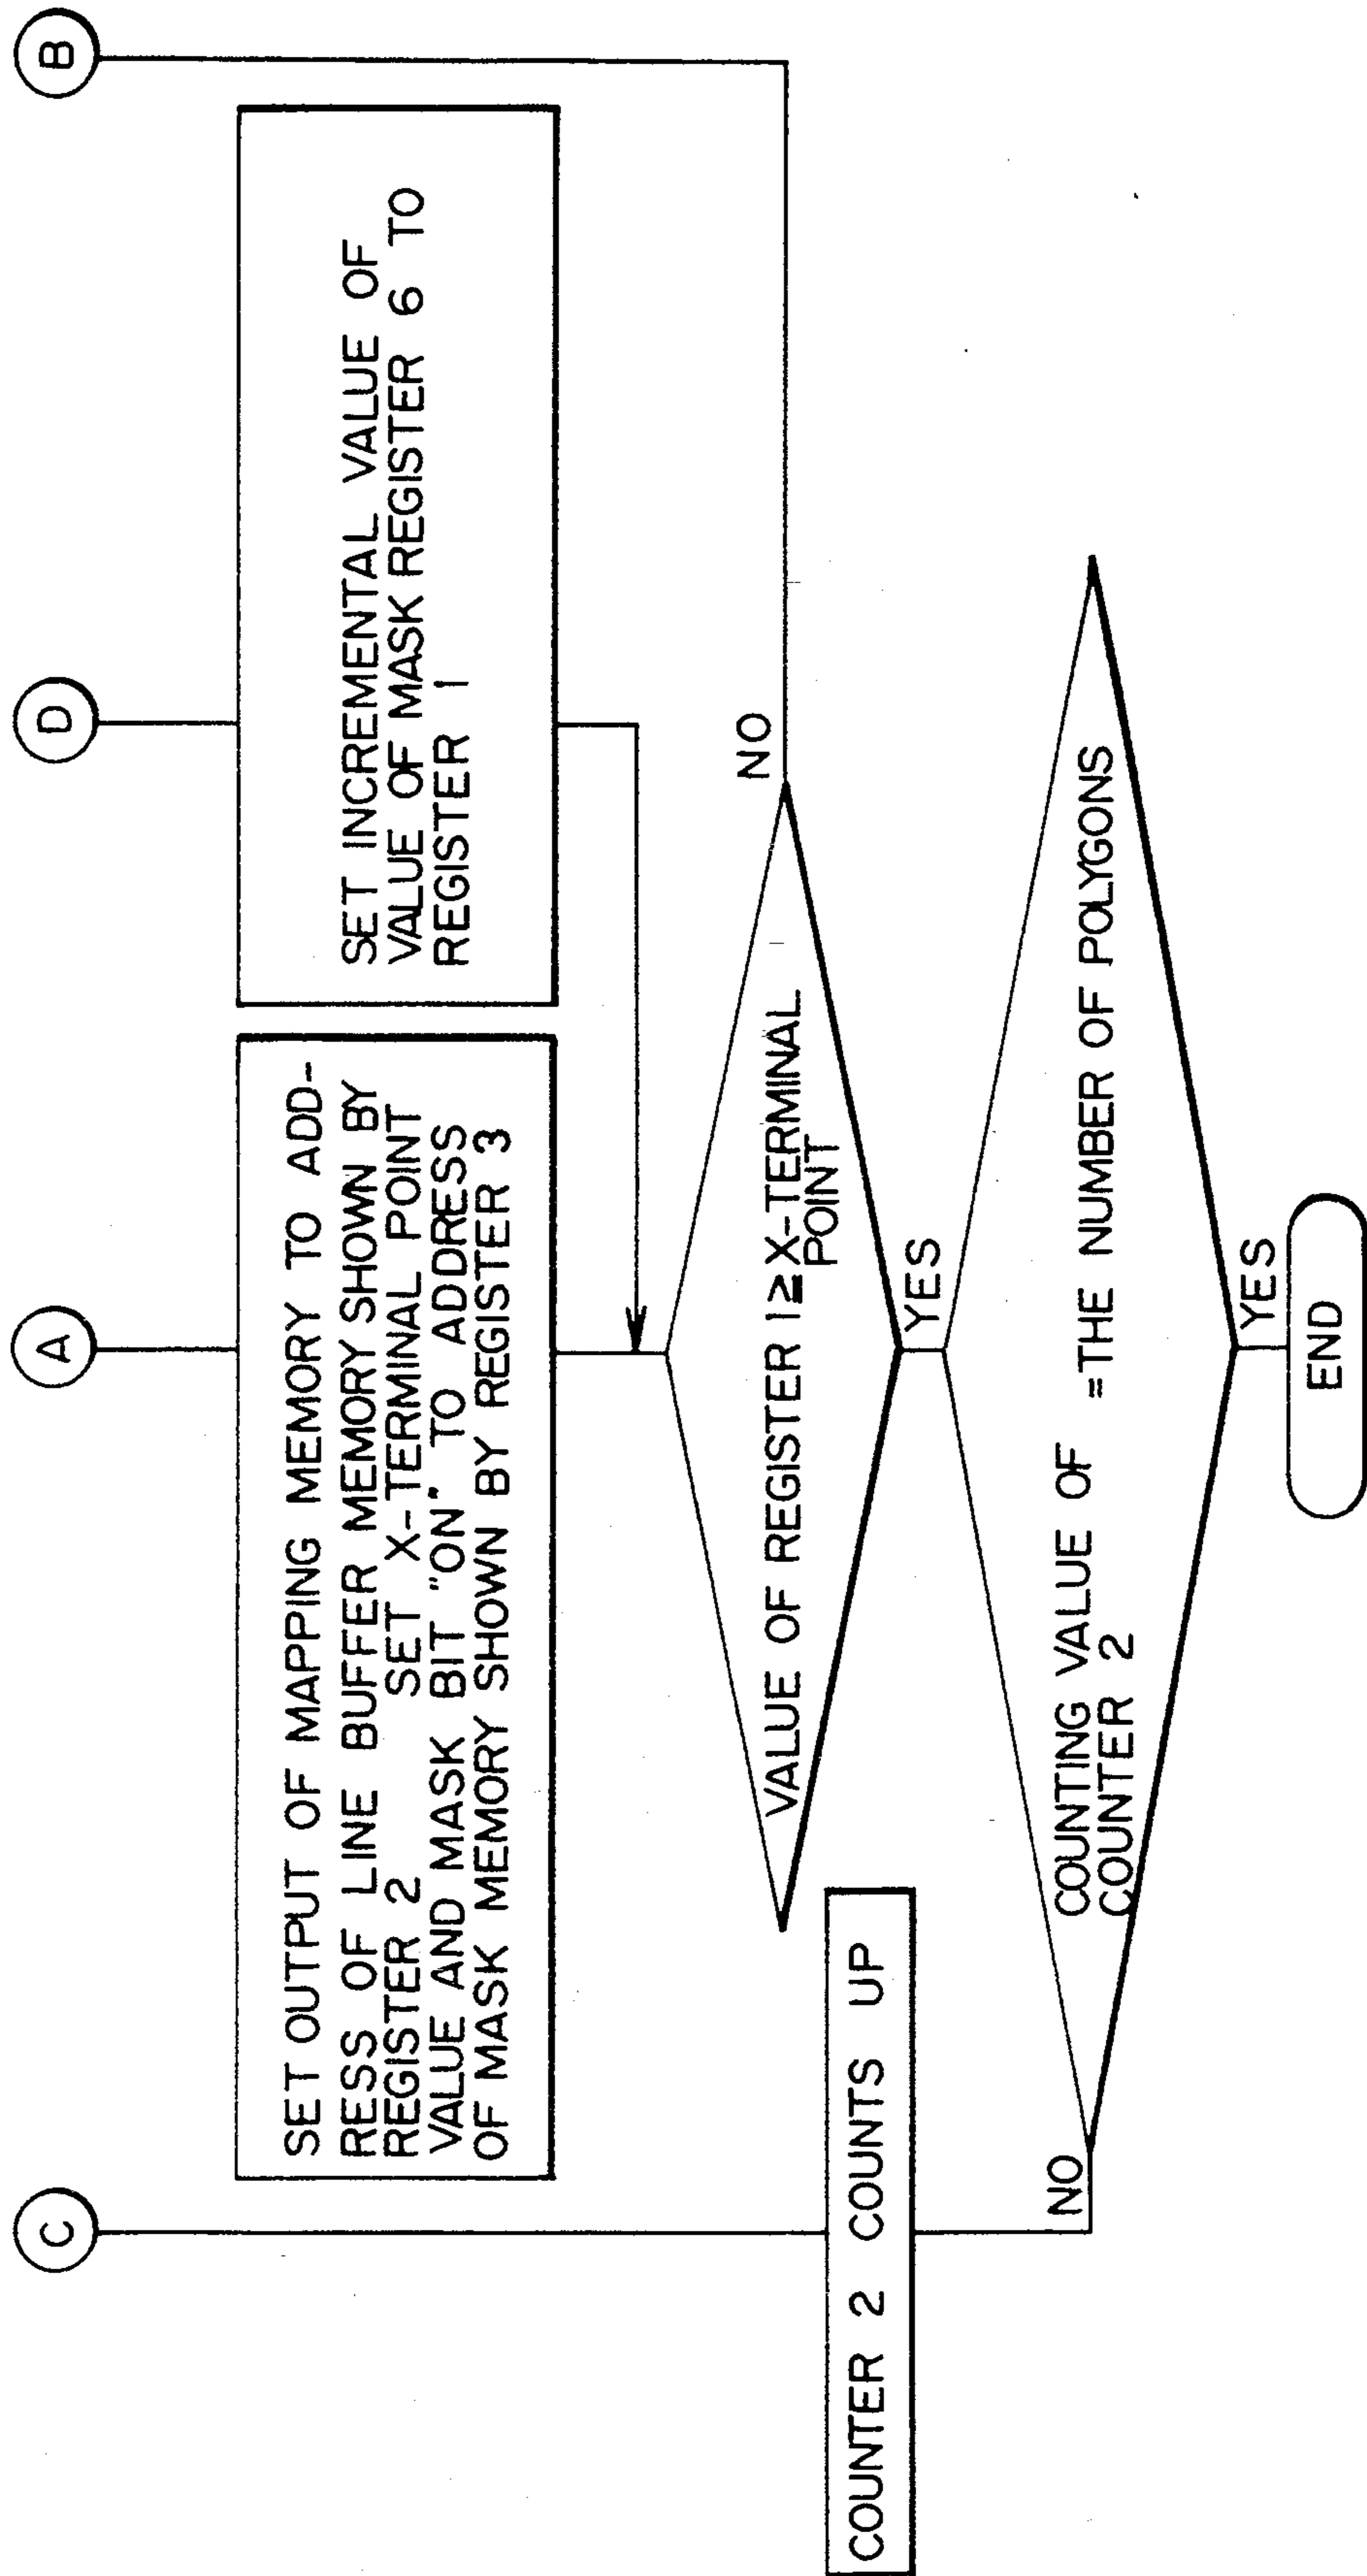 C
A
D
B
SET OUTPUT OF MAPPING MEMORY TO ADD-
RESS OF LINE BUFFER MEMORY SHOWN BY
REGISTER 2 SET X-TERMINAL POINT
VALUE AND MASK BIT "ON" TO ADDRESS
OF MASK MEMORY SHOWN BY REGISTER 3
SET INCREMENTAL VALUE OF
VALUE OF MASK REGISTER 6 TO
REGISTER 1
VALUE OF REGISTER 1≧X-TERMINAL
POINT
NO
YES
COUNTER 2 COUNTS UP
COUNTING VALUE OF
COUNTER 2
=THE NUMBER OF POLYGONS
NO
YES
END